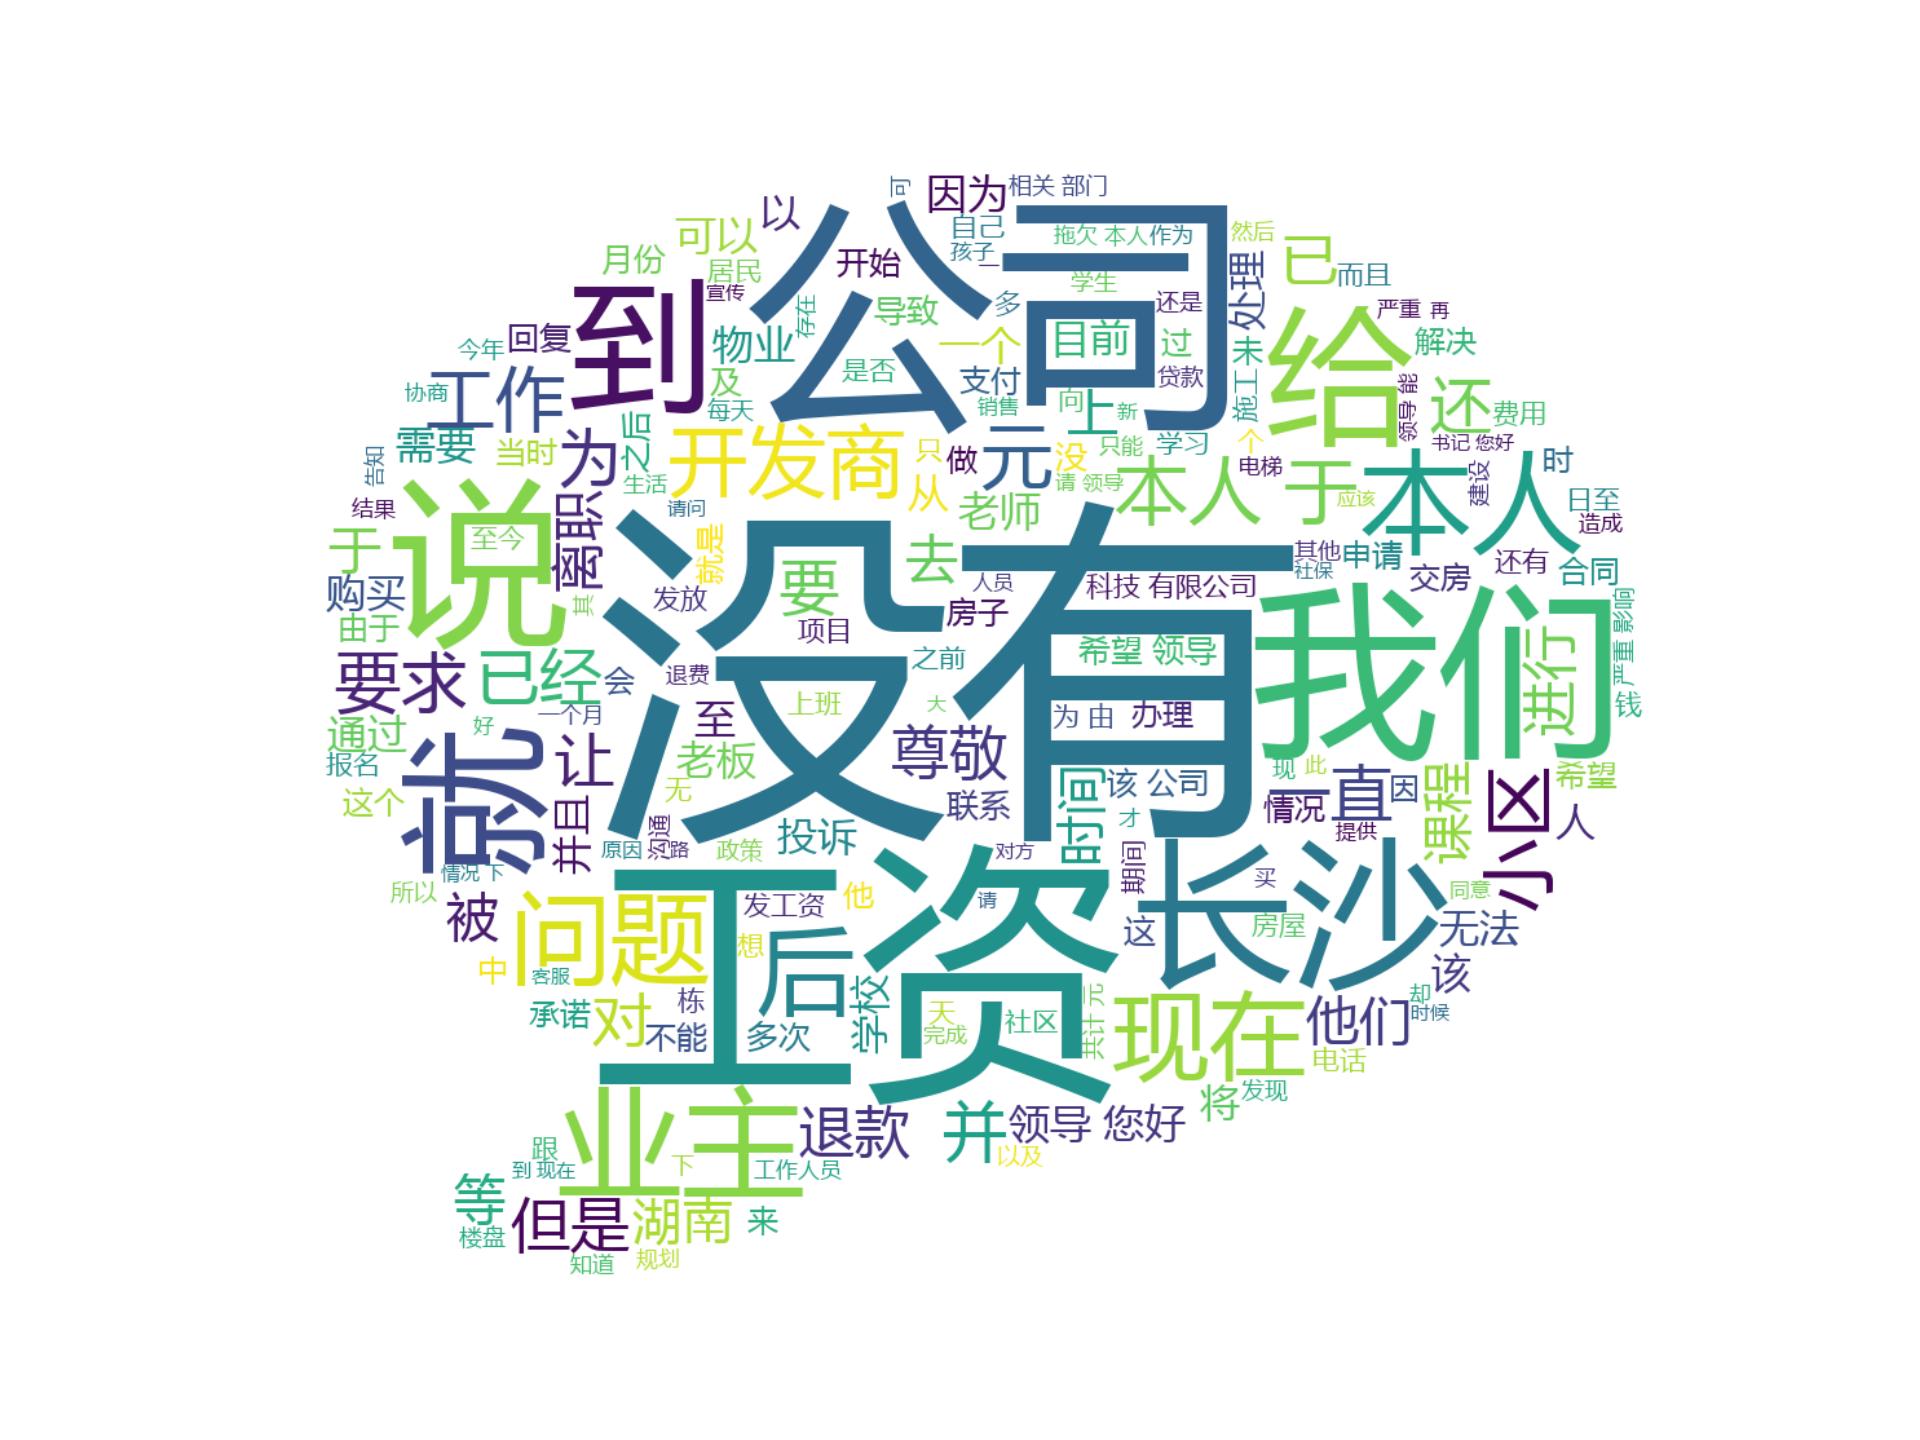 可
因为
相关 部门
以
可以
自己
拖欠 本人
作为
然后
已
月份
居民
开始
孩子
一
公司
学生
处理
而且
宣传
到
存在
导致
多
还是
给
严重
再
今年
回复
物业
一个
目前
过
未
解决
协商
工作
及
是否
支付
贷款
施工
领导 能
还
费用
每天
销售
向
上
新
需要
当时
为
之后
开发商
只
做
元
没
只能
学习
个
书记 您好
告知
生活
从
请 领导
本人 于
电梯
应该
本人
建设
时
结果
说
至今
离职
请问
就是
老师
日至
造成
于
没有
去
其他
申请
还有
合同
购买
其
发放
要
人员
科技 有限公司
社保
交房
由于
项目
房子
我们
进行
严重 影响
要求
已经
会
退费
之前
希望 领导
钱
通过
好
一个月
至
上班
大
为 由
办理
报名
就
让
老板
尊敬
该 公司
现
此
一直
因
希望
这个
并且
无
联系
时间
情况
课程
小区
人
原因
沟通
路
政策
投诉
对方
才
提供
所以
情况 下
工资
期间
买
长沙
同意
被
问题
发工资
他
请
这
房屋
无法
中
客服
想
后
该
承诺
对
栋
学校
天
社区
共计 元
现在
他们
却
时候
不能
多次
完成
电话
业主
将
发现
退款
并
领导 您好
跟
到 现在
下
工作人员
以及
等
但是
湖南
来
楼盘
知道
规划